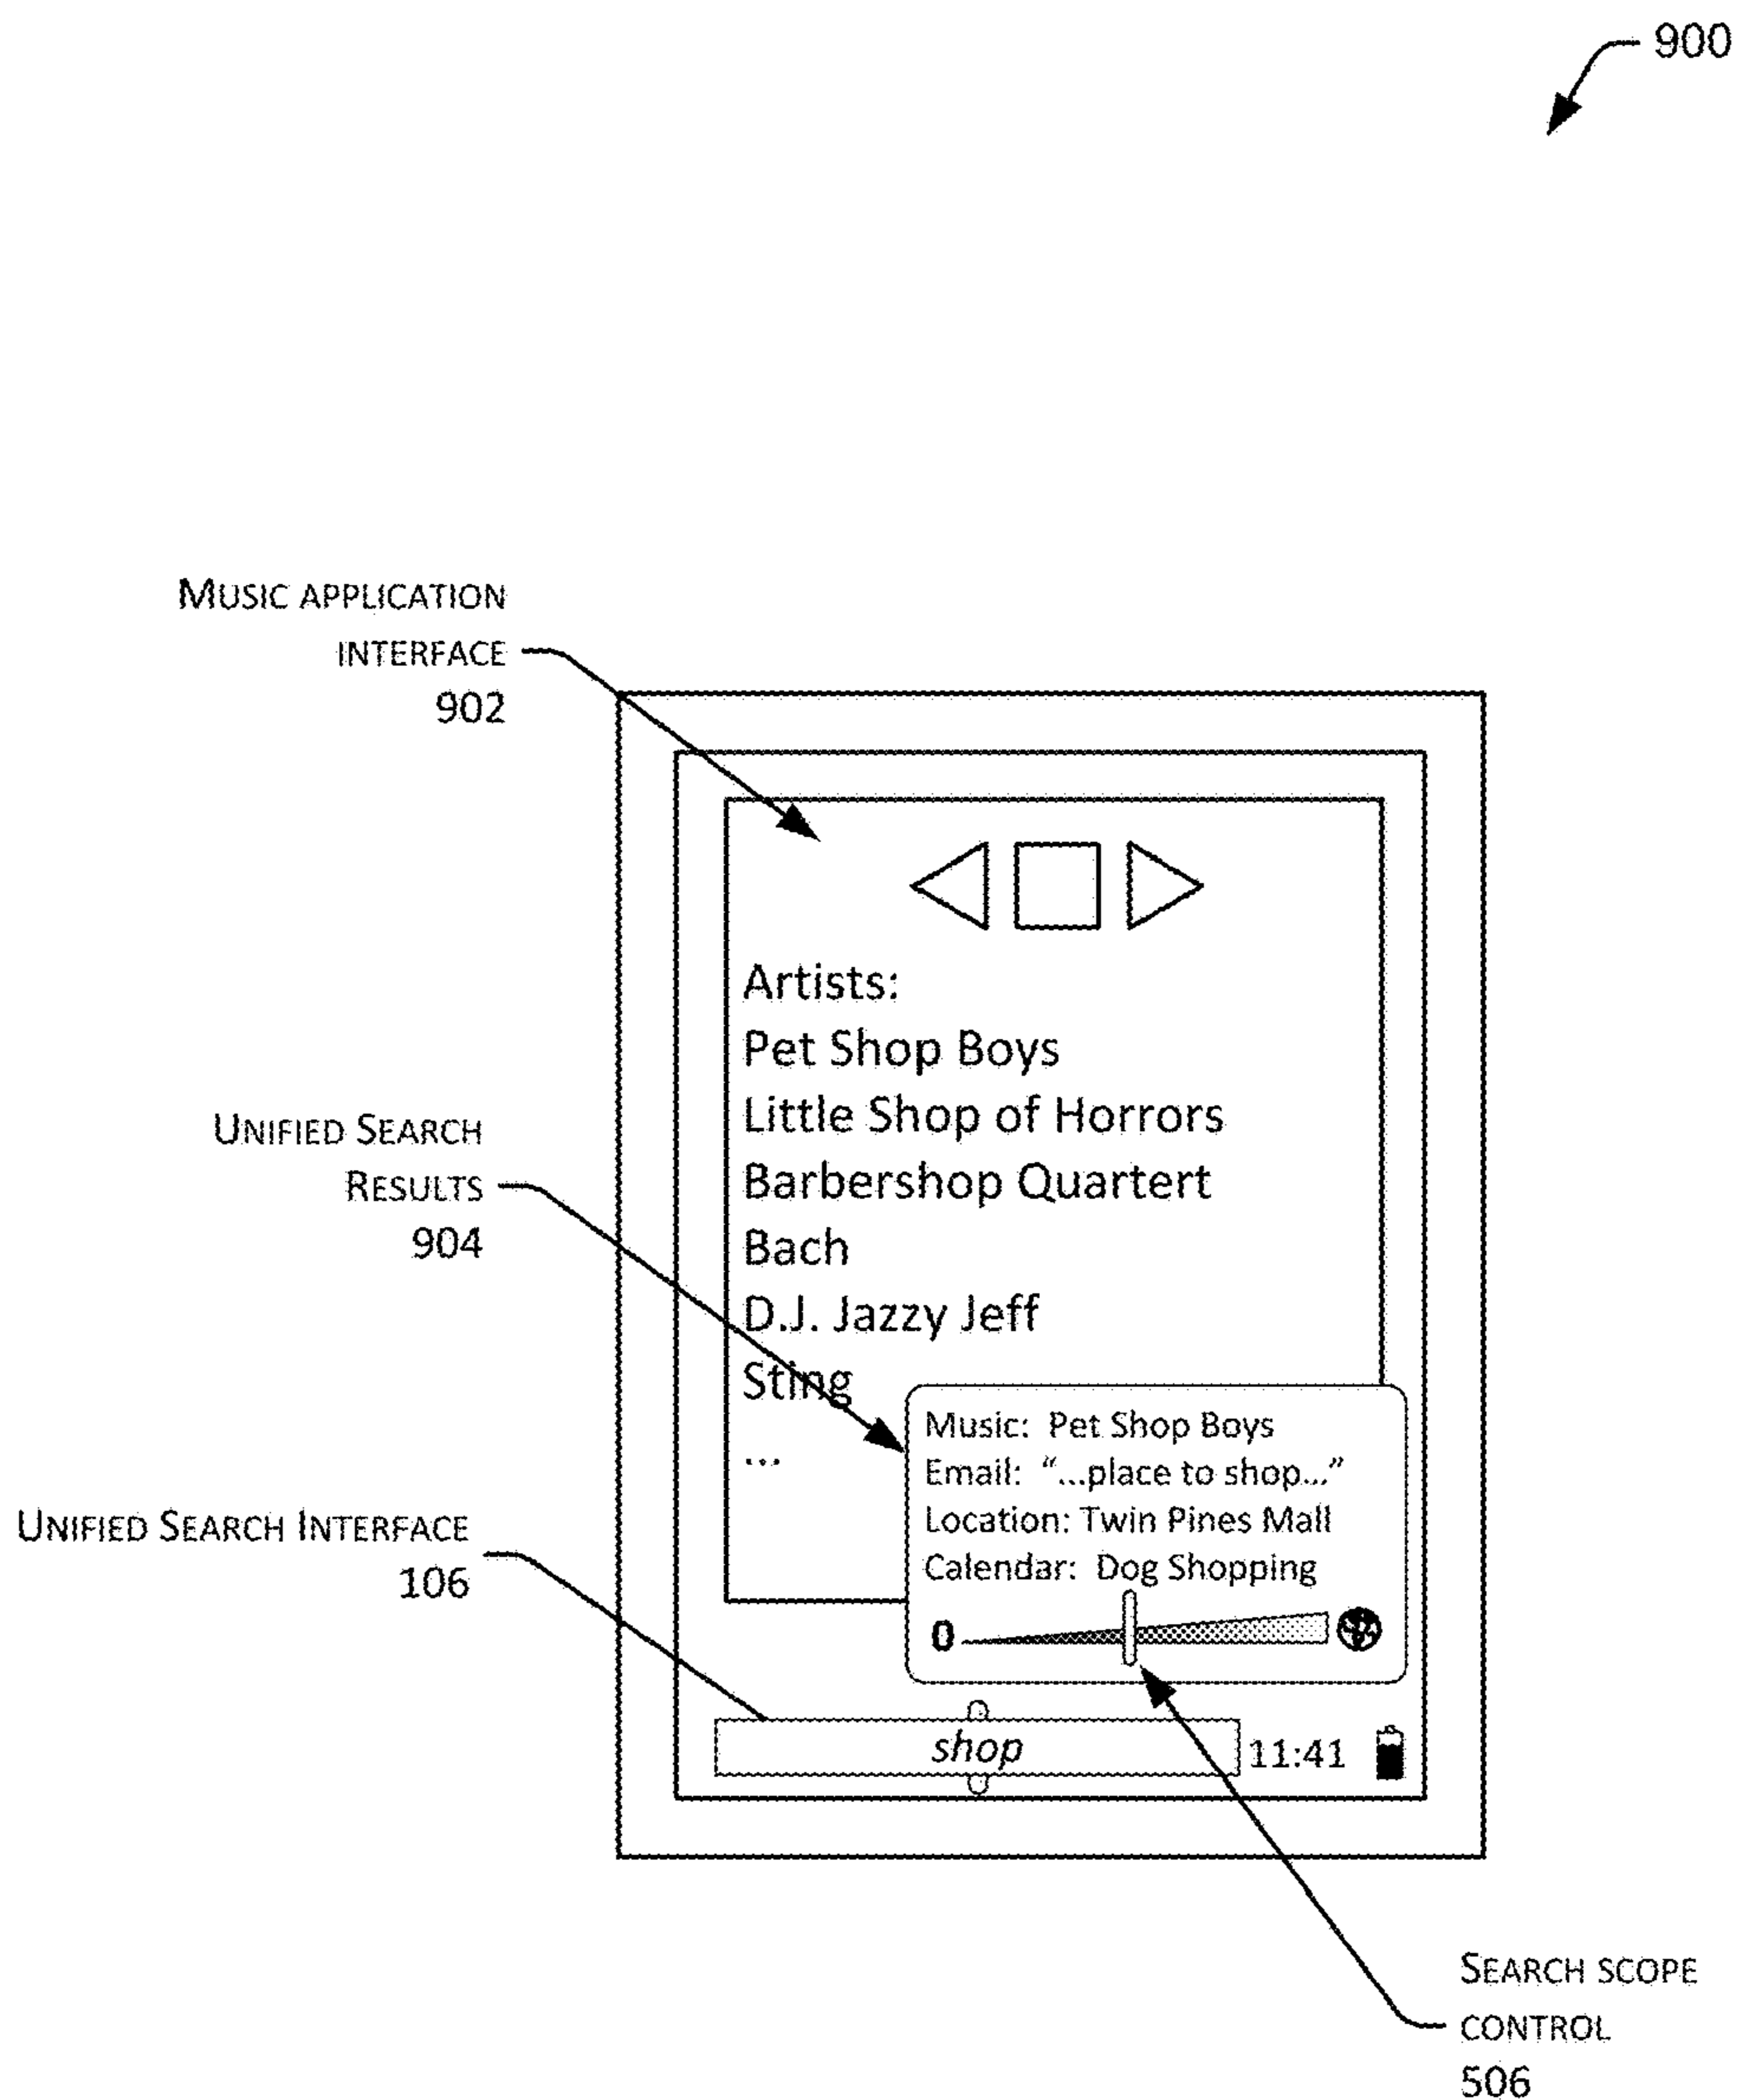 900
MUSIC APPLICATION
INTERFACE
902
Artists:
Pet Shop Boys
Little Shop of Horrors
Barbershop Quartert
Bach
D.J. Jazzy Jeff
Sting
...
UNIFIED SEARCH
RESULTS
904
Music: Pet Shop Boys
Email: “...place to shop...”
Location: Twin Pines Mall
Calendar: Dog Shopping
0
UNIFIED SEARCH INTERFACE
106
shop
11:41
SEARCH SCOPE
CONTROL
506